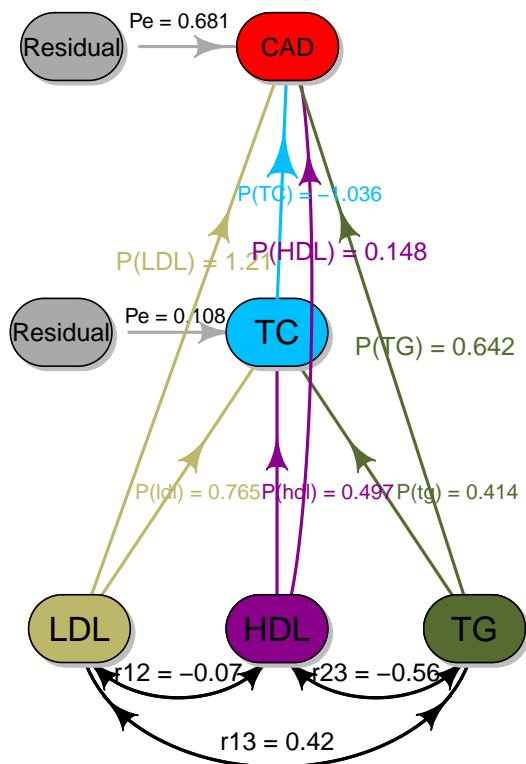 Pe = 0.681
Residual
CAD
P(TC) = −1.036
P(HDL) = 0.148
P(LDL) = 1.21
Pe = 0.108
Residual
TC
P(TG) = 0.642
P(ldl) = 0.765
P(hdl) = 0.497
P(tg) = 0.414
LDL
HDL
TG
r12 = −0.07
r23 = −0.56
r13 = 0.42